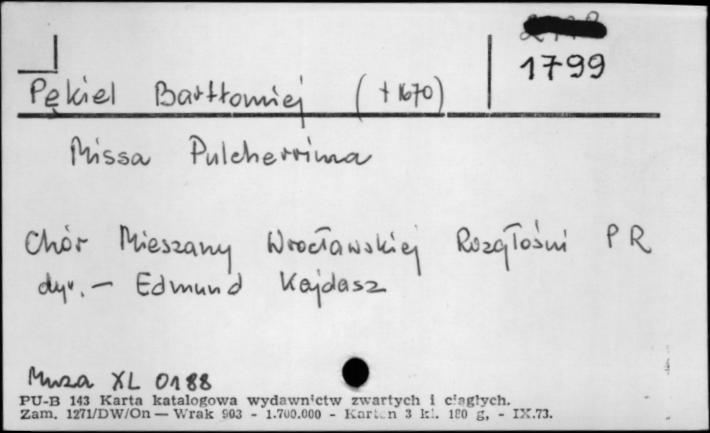 1799
Pękiel Bartłomiej († 1670)
Missa Pulcherrima
Chór Mieszany Wrocławskiej Rozgłośni PR
dyr. — Edmund Kajdasz
Muza XL 0188
PU-B 143 Karta katalogowa wydawnictw zwartych i ciągłych.
Zam. 1271/DW/On — Wrak 903 - 1.700.000 - Karten 3 kl. 180 g, - IX.73.